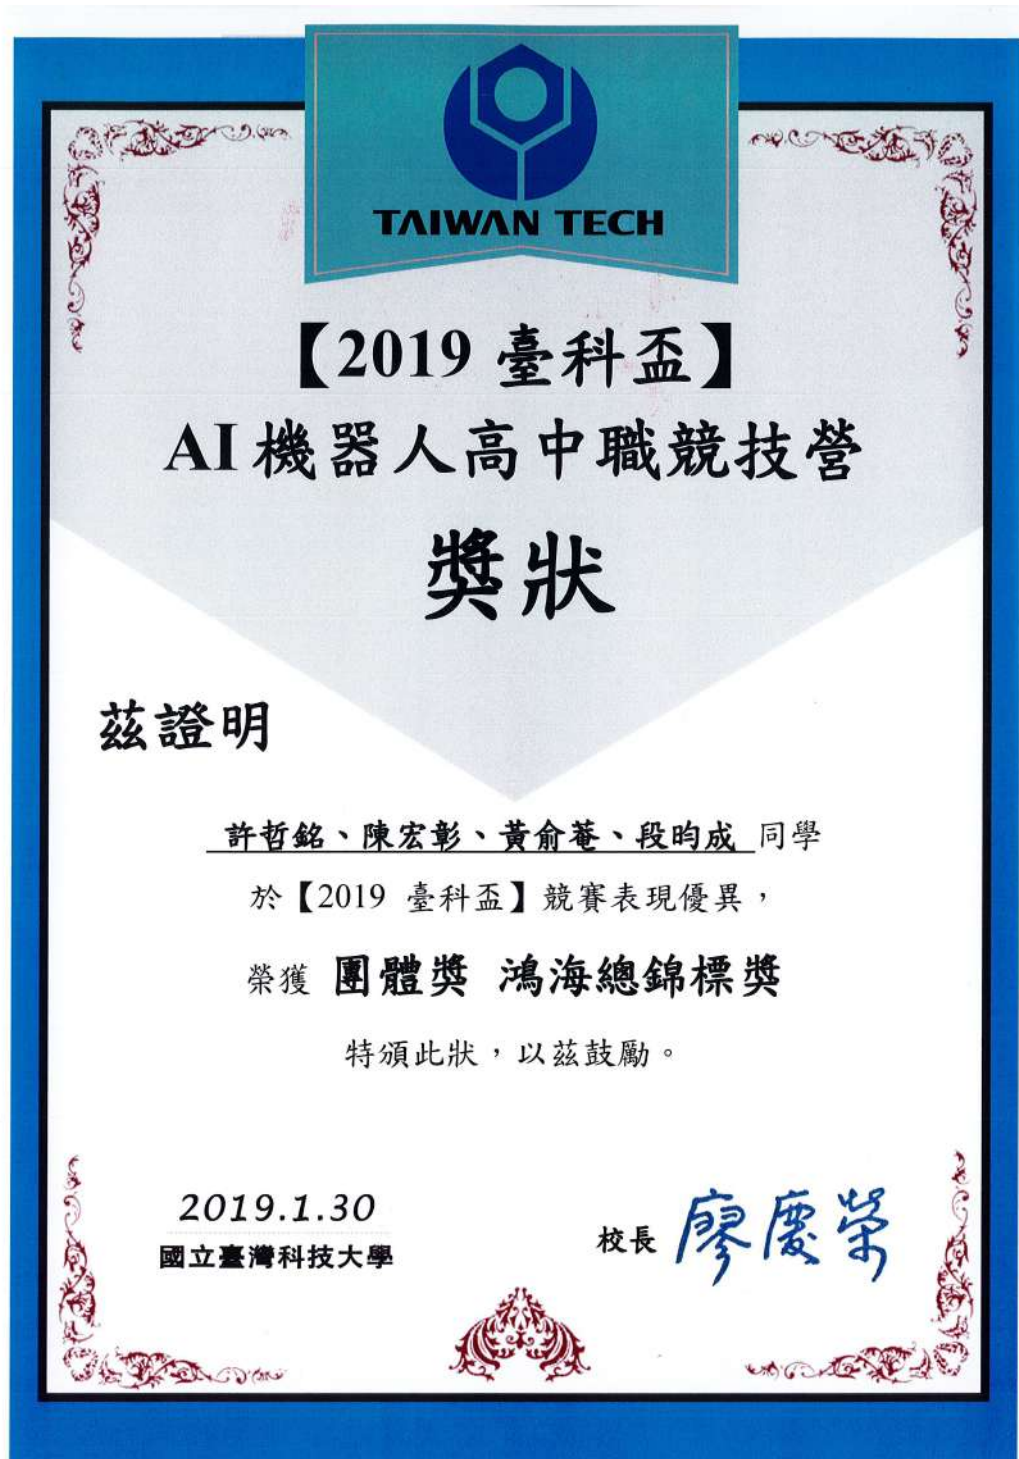 TAIWAN TECH
【2019 臺科盃】
AI 機器人高中職競技營
獎狀
茲證明
許哲銘、陳宏彰、黃俞菴、段昀成 同學
於【2019 臺科盃】競賽表現優異，
榮獲 團體獎 鴻海總錦標獎
特頒此狀，以茲鼓勵。
2019.1.30
國立臺灣科技大學
校長 廖慶榮